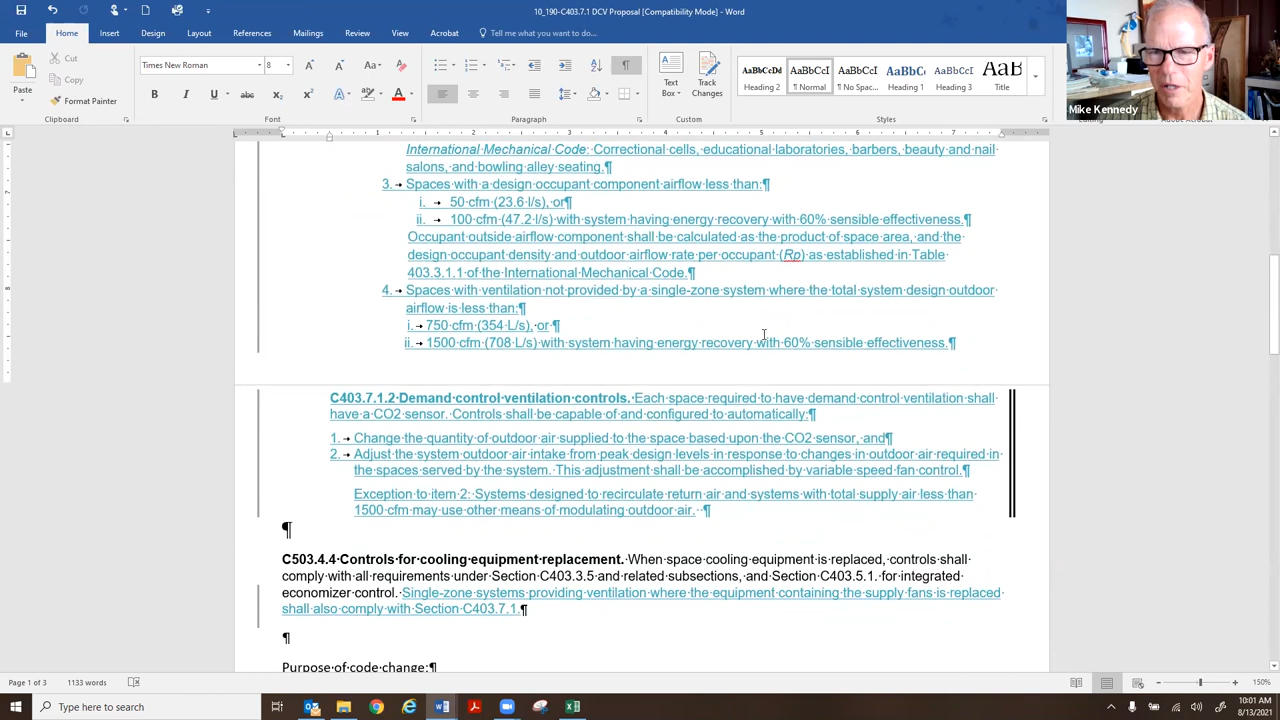 10_190-C403.7.1 DCV Proposal [Compatibility Mode] - Word
File Home Insert Design Layout References Mailings Review View Acrobat Tell me what you want to do...
Paste
Cut
Copy
Format Painter
Clipboard
Times New Roman 8
Font
Paragraph
Text Box
Track Changes
Custom
AaBbCcDd AaBbCcI AaBbCcI AaBbC AaBbCcI AaB
Heading 2 ¶ Normal ¶ No Spac... Heading 1 Heading 3 Title
Styles
Mike Kennedy
International·Mechanical·Code:·Correctional·cells,·educational·laboratories,·barbers,·beauty·and·nail·
salons,·and·bowling·alley·seating.¶
3.→Spaces·with·a·design·occupant·component·airflow·less·than:¶
i.→50·cfm·(23.6·l/s),·or¶
ii.→100·cfm·(47.2·l/s)·with·system·having·energy·recovery·with·60%·sensible·effectiveness.¶
Occupant·outside·airflow·component·shall·be·calculated·as·the·product·of·space·area,·and·the·
design·occupant·density·and·outdoor·airflow·rate·per·occupant·(Rp)·as·established·in·Table·
403.3.1.1·of·the·International·Mechanical·Code.¶
4.→Spaces·with·ventilation·not·provided·by·a·single-zone·system·where·the·total·system·design·outdoor·
airflow·is·less·than:¶
i.→750·cfm·(354·L/s),·or·¶
ii.→1500·cfm·(708·L/s)·with·system·having·energy·recovery·with·60%·sensible·effectiveness.¶
C403.7.1.2·Demand·control·ventilation·controls.·Each·space·required·to·have·demand·control·ventilation·shall·
have·a·CO2·sensor.·Controls·shall·be·capable·of·and·configured·to·automatically:¶
1.→Change·the·quantity·of·outdoor·air·supplied·to·the·space·based·upon·the·CO2·sensor,·and¶
2.→Adjust·the·system·outdoor·air·intake·from·peak·design·levels·in·response·to·changes·in·outdoor·air·required·in·
the·spaces·served·by·the·system.·This·adjustment·shall·be·accomplished·by·variable·speed·fan·control.¶
Exception·to·item·2:·Systems·designed·to·recirculate·return·air·and·systems·with·total·supply·air·less·than·
1500·cfm·may·use·other·means·of·modulating·outdoor·air.··¶
¶
C503.4.4·Controls·for·cooling·equipment·replacement.·When·space·cooling·equipment·is·replaced,·controls·shall·
comply·with·all·requirements·under·Section·C403.3.5·and·related·subsections,·and·Section·C403.5.1.·for·integrated·
economizer·control.·Single-zone·systems·providing·ventilation·where·the·equipment·containing·the·supply·fans·is·replaced·
shall·also·comply·with·Section·C403.7.1.¶
¶
Purpose·of·code·change:¶
Page 1 of 3 1133 words 150%
Type here to search
10:01 AM
8/13/2021